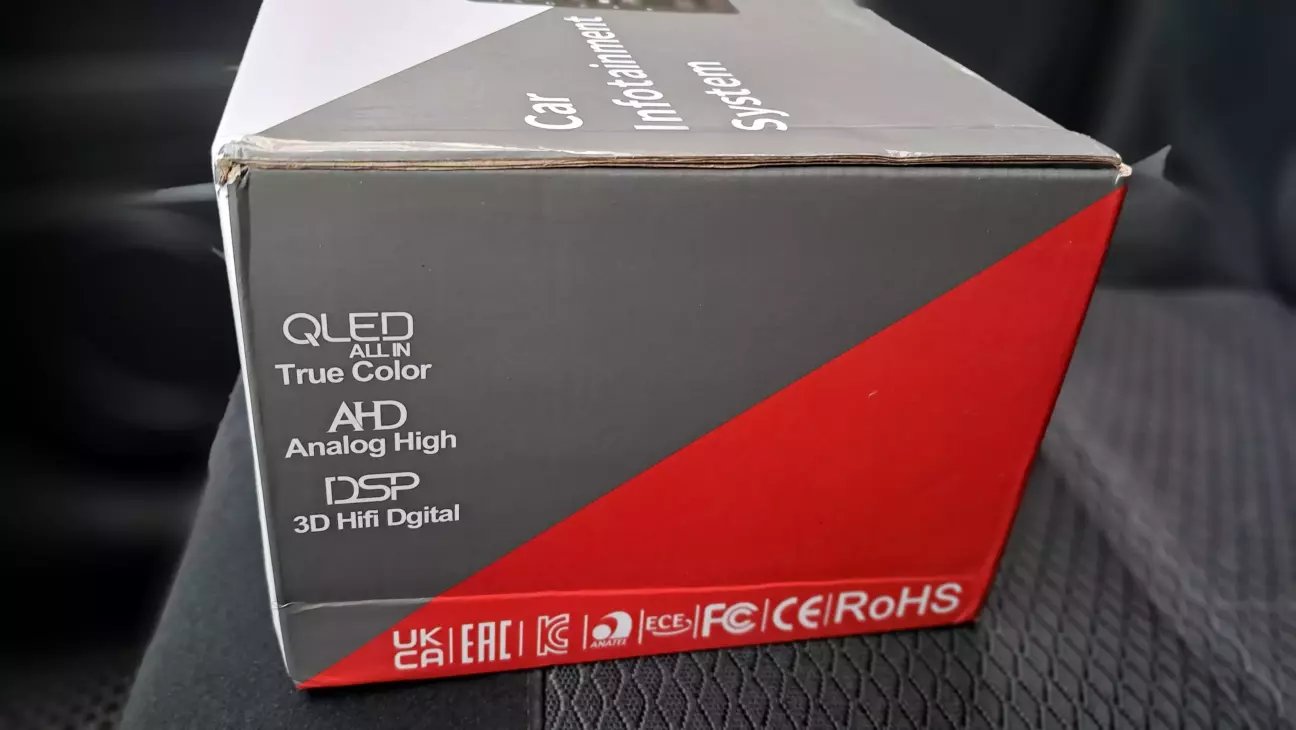 Car
Infotainment
System
QLED
ALL IN
True Color
AHD
Analog High
DSP
3D Hifi Dgital
UK CA | EAC | KC | ANATEL | ECE | FC | CE | RoHS